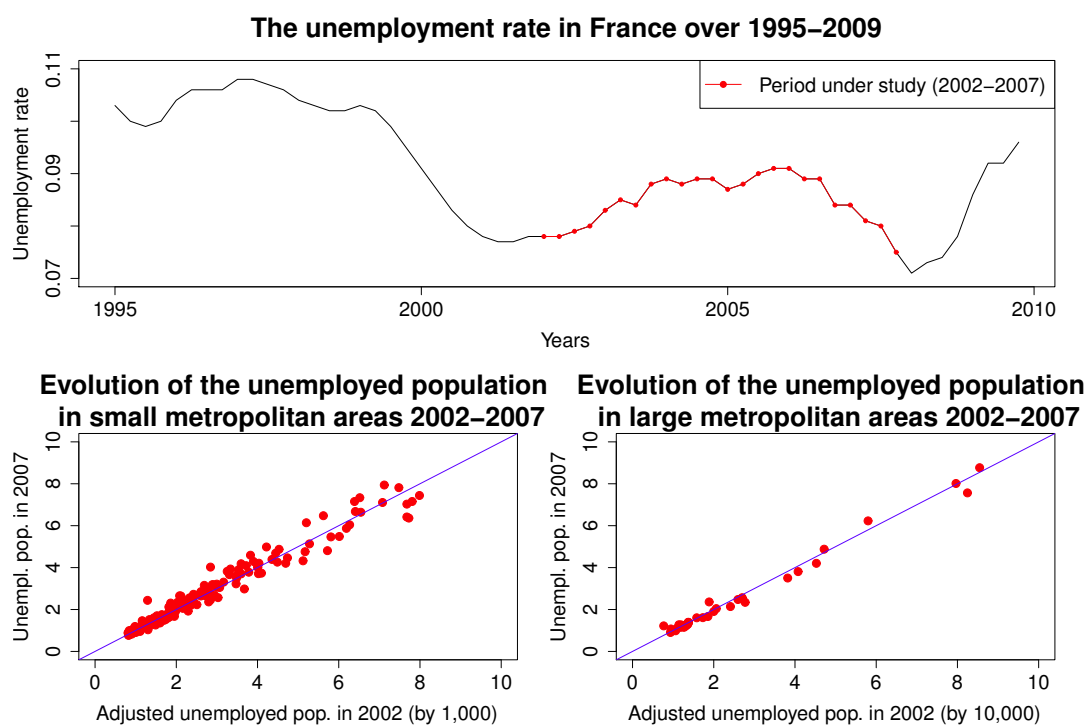 The unemployment rate in France over 1995−2009
Unemployment rate
0.07
0.09
0.11
Period under study (2002−2007)
1995
2000
2005
2010
Years
Evolution of the unemployed population
in small metropolitan areas 2002−2007
Unempl. pop. in 2007
0
2
4
6
8
10
0
2
4
6
8
10
Adjusted unemployed pop. in 2002 (by 1,000)
Evolution of the unemployed population
in large metropolitan areas 2002−2007
Unempl. pop. in 2007
0
2
4
6
8
10
0
2
4
6
8
10
Adjusted unemployed pop. in 2002 (by 10,000)